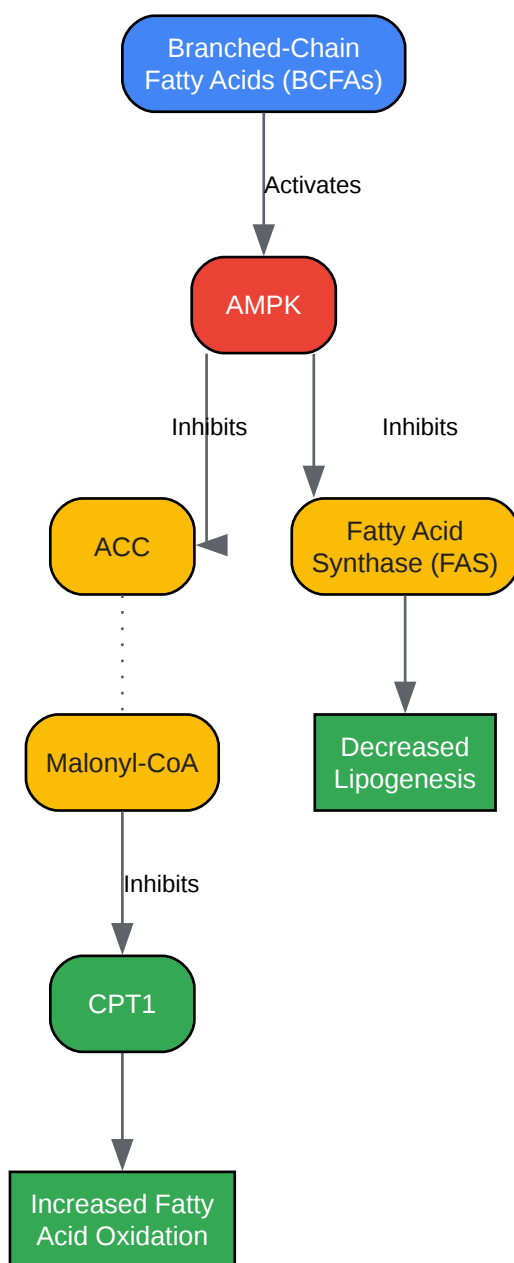 Branched-Chain
Fatty Acids (BCFAs)
Activates
AMPK
Inhibits
Inhibits
ACC
Fatty Acid
Synthase (FAS)
Malonyl-CoA
Decreased
Lipogenesis
Inhibits
CPT1
Increased Fatty
Acid Oxidation